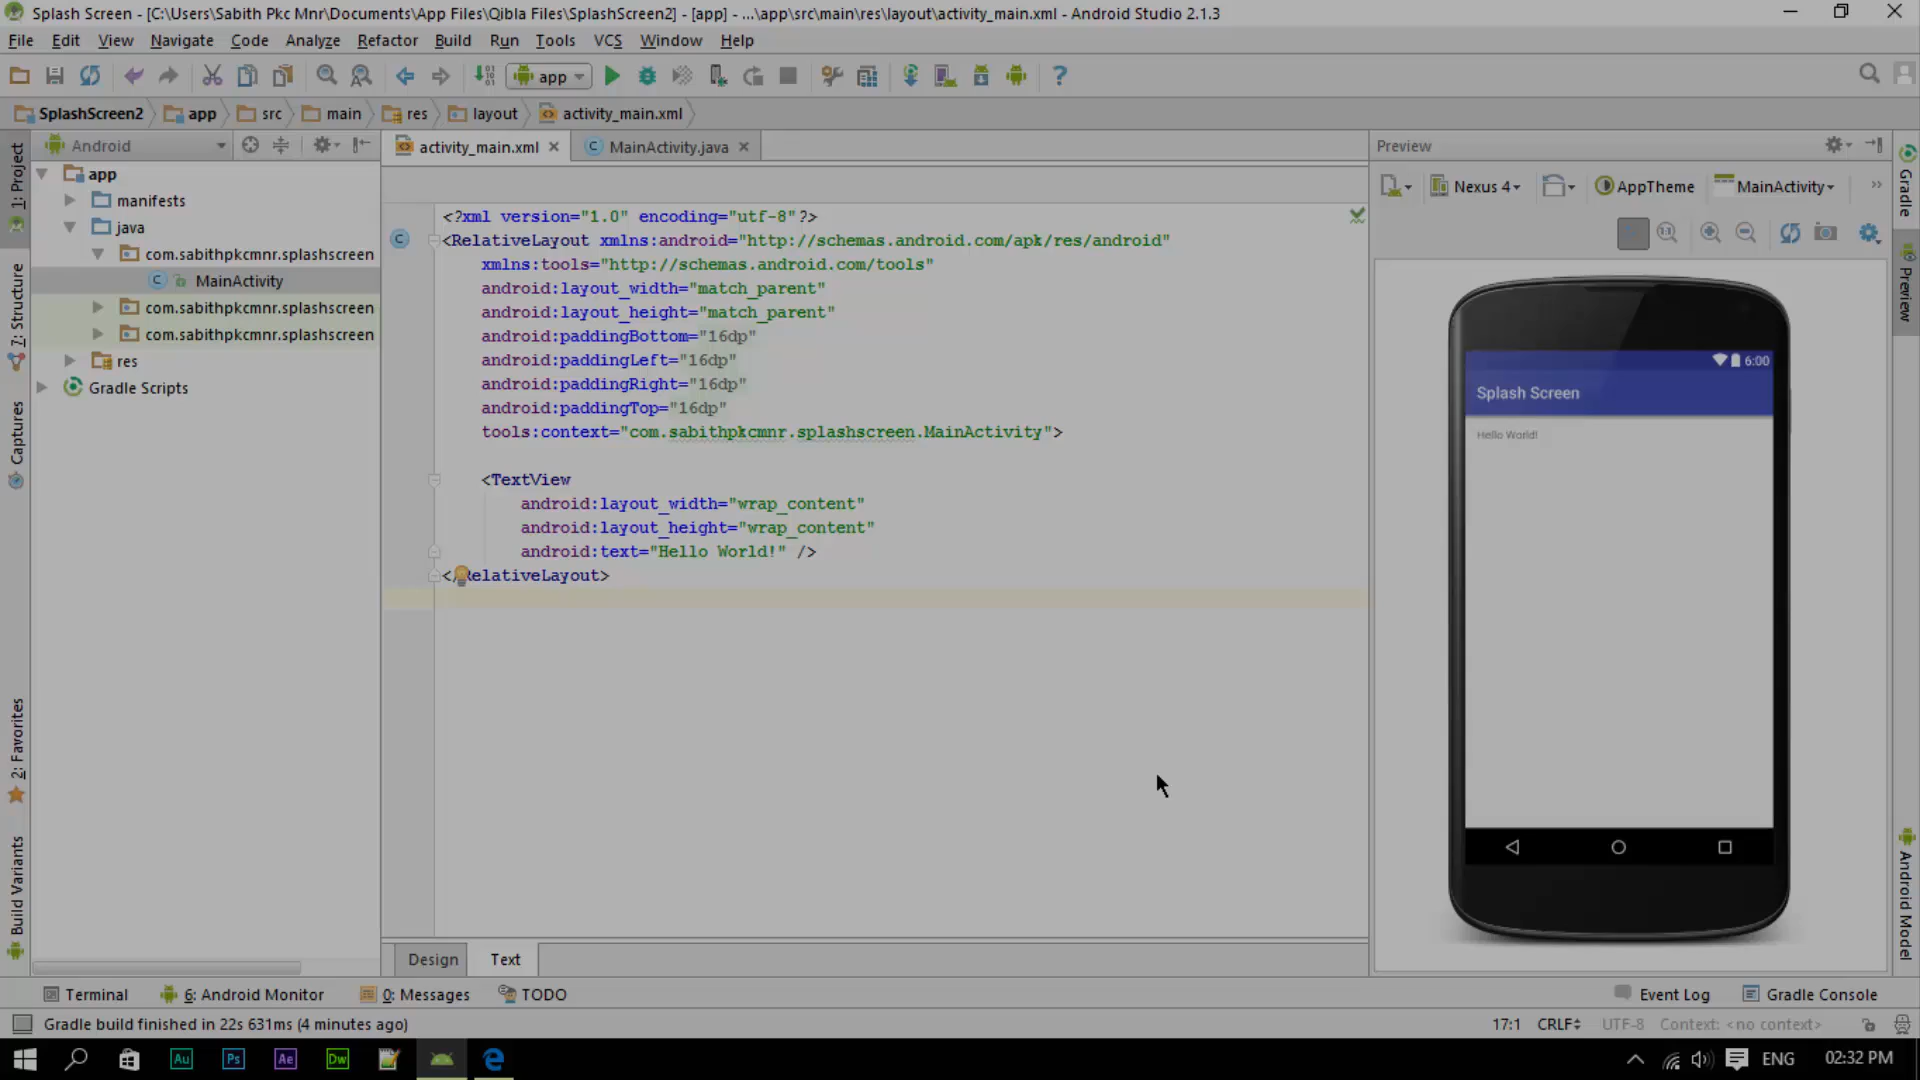 Splash Screen - [C:\Users\Sabith Pkc Mnr\Documents\App Files\Qibla Files\SplashScreen2] - [app] - ...\app\src\main\res\layout\activity_main.xml - Android Studio 2.1.3
File Edit View Navigate Code Analyze Refactor Build Run Tools VCS Window Help
app
SplashScreen2 app src main res layout activity_main.xml
1: Project
7: Structure
Captures
2: Favorites
Build Variants
Android
app
manifests
java
com.sabithpkcmnr.splashscreen
MainActivity
com.sabithpkcmnr.splashscreen
com.sabithpkcmnr.splashscreen
res
Gradle Scripts
activity_main.xml MainActivity.java
<?xml version="1.0" encoding="utf-8"?>
<RelativeLayout xmlns:android="http://schemas.android.com/apk/res/android"
xmlns:tools="http://schemas.android.com/tools"
android:layout_width="match_parent"
android:layout_height="match_parent"
android:paddingBottom="16dp"
android:paddingLeft="16dp"
android:paddingRight="16dp"
android:paddingTop="16dp"
tools:context="com.sabithpkcmnr.splashscreen.MainActivity">
<TextView
android:layout_width="wrap_content"
android:layout_height="wrap_content"
android:text="Hello World!" />
</RelativeLayout>
Design Text
Preview
Nexus 4 AppTheme MainActivity
6:00
Splash Screen
Hello World!
Gradle
Preview
Android Model
Terminal 6: Android Monitor 0: Messages TODO Event Log Gradle Console
Gradle build finished in 22s 631ms (4 minutes ago) 17:1 CRLF UTF-8 Context: <no context>
Au Ps Ae Dw ENG 02:32 PM